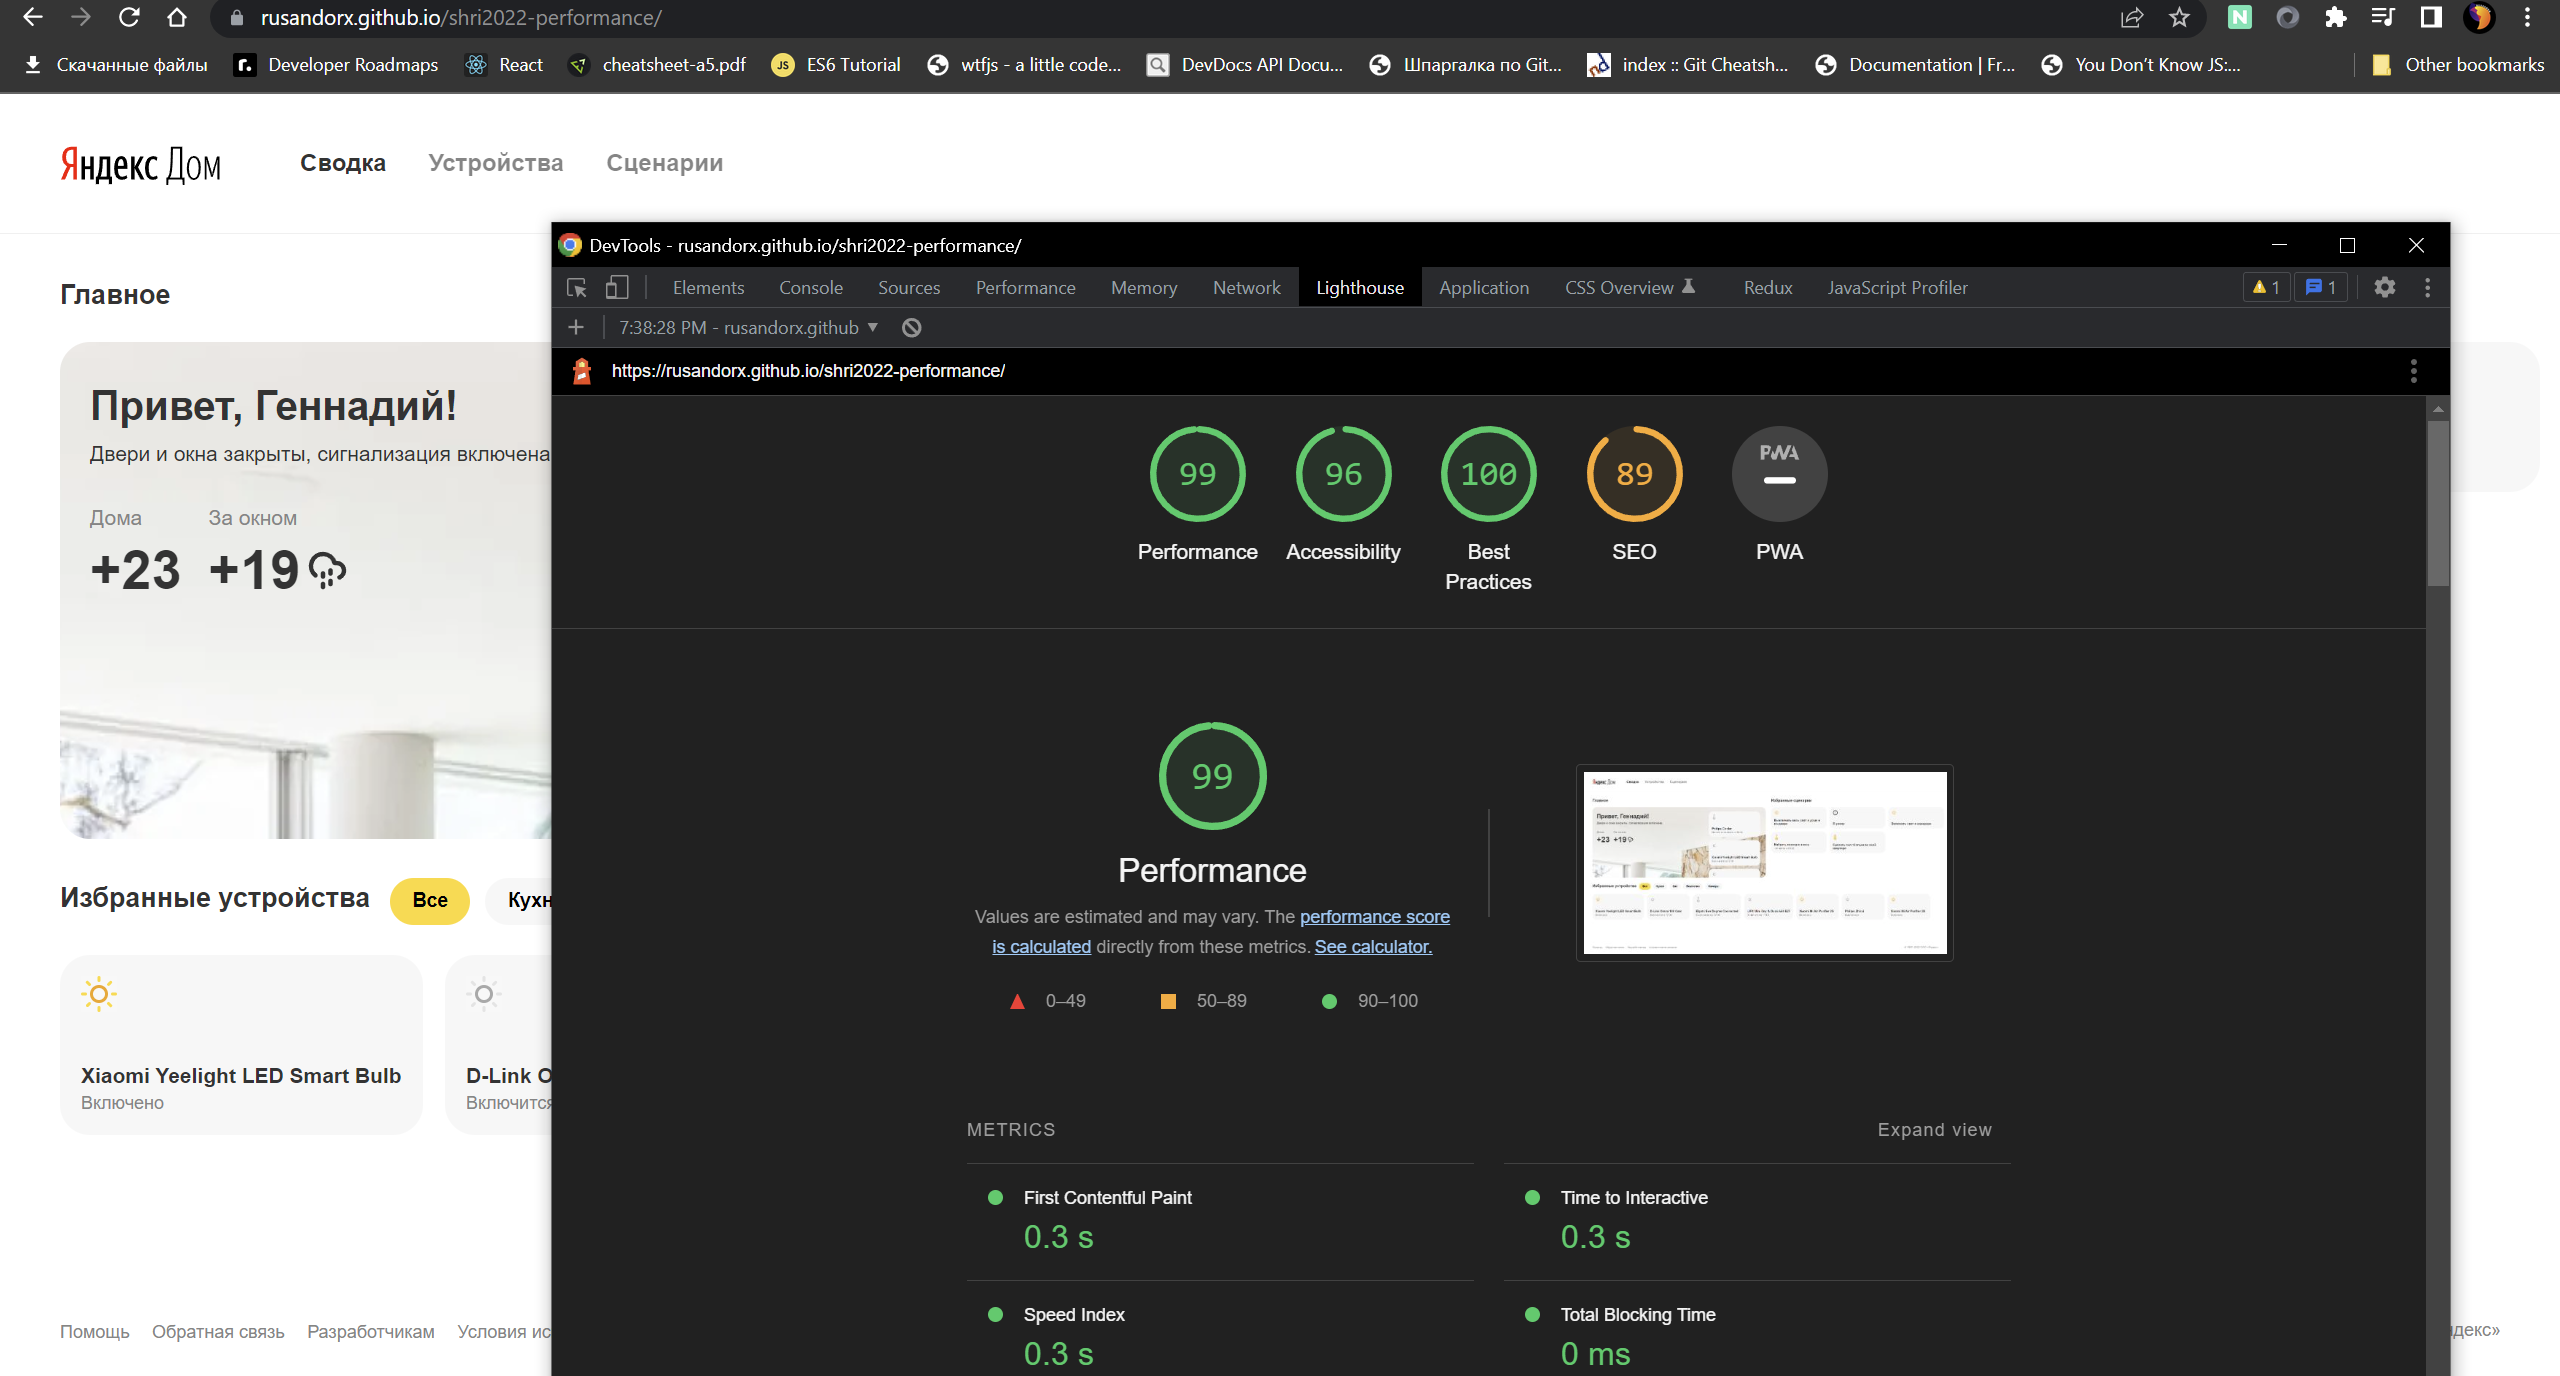 rusandorx.github.io/shri2022-performance/
Скачанные файлы
Developer Roadmaps
React
cheatsheet-a5.pdf
JS
ES6 Tutorial
wtfjs - a little code...
DevDocs API Docu...
Шпаргалка по Git...
index :: Git Cheatsh...
Documentation | Fr...
You Don't Know JS:...
Other bookmarks
Яндекс Дом
Сводка
Устройства
Сценарии
Главное
Привет, Геннадий!
Двери и окна закрыты, сигнализация включена
Дома
За окном
+23
+19
Избранные устройства
Все
Кухн
Xiaomi Yeelight LED Smart Bulb
Включено
D-Link O
Включится
Помощь
Обратная связь
Разработчикам
Условия ис
ндекс»
DevTools - rusandorx.github.io/shri2022-performance/
Elements
Console
Sources
Performance
Memory
Network
Lighthouse
Application
CSS Overview
Redux
JavaScript Profiler
1
1
7:38:28 PM - rusandorx.github
https://rusandorx.github.io/shri2022-performance/
99
Performance
96
Accessibility
100
Best
Practices
89
SEO
PWA
PWA
99
Performance
Values are estimated and may vary. The performance score
is calculated directly from these metrics. See calculator.
0–49
50–89
90–100
Яндекс Дом
Главное
Привет, Геннадий!
+23 +19
METRICS
Expand view
First Contentful Paint
0.3 s
Time to Interactive
0.3 s
Speed Index
0.3 s
Total Blocking Time
0 ms